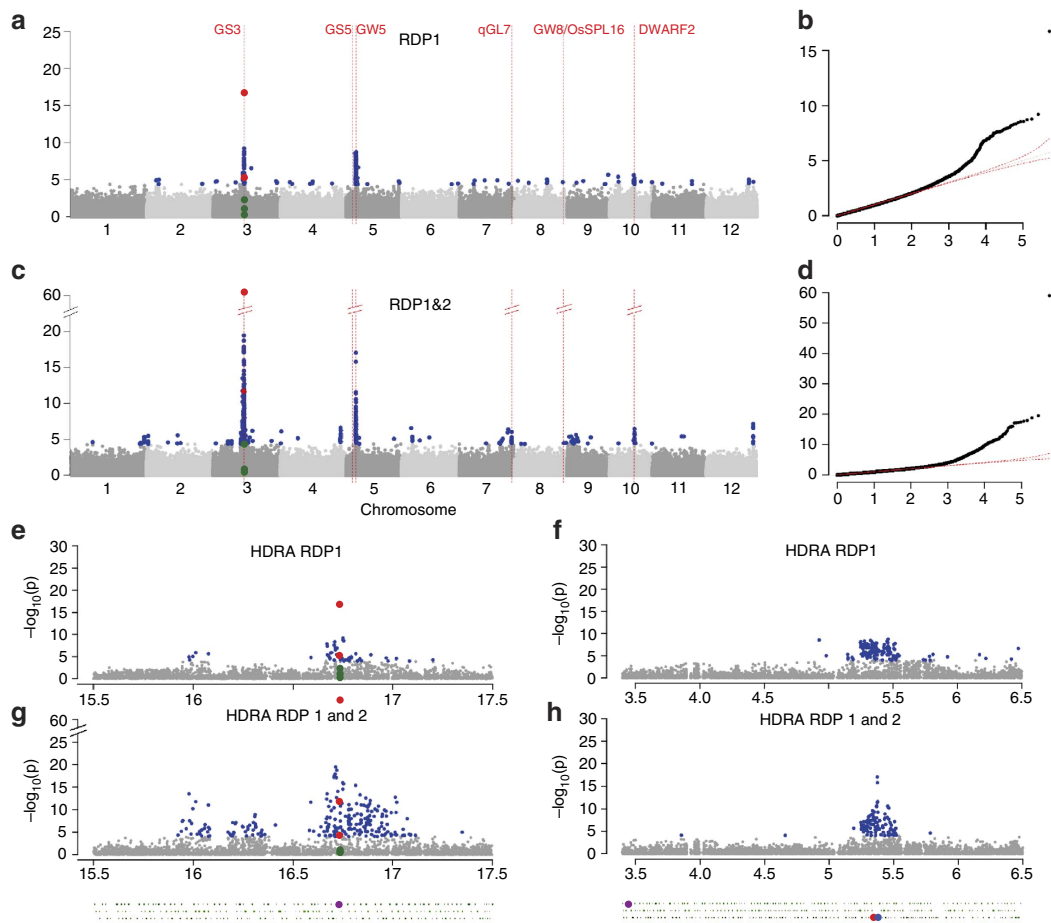 a
b
GS3
GS5
GW5
qGL7
GW8/OsSPL16
DWARF2
RDP1
25
20
15
10
5
0
1 2 3 4 5 6 7 8 9 10 11 12
15
10
5
0
0 1 2 3 4 5
c
d
RDP1&2
60
20
15
10
5
0
1 2 3 4 5 6 7 8 9 10 11 12
Chromosome
60
50
40
30
20
10
0
0 1 2 3 4 5
e
HDRA RDP1
–log10(p)
30
25
20
15
10
5
0
15.5 16 16.5 17 17.5
f
HDRA RDP1
–log10(p)
30
25
20
15
10
5
0
3.5 4.0 4.5 5 5.5 6 6.5
g
HDRA RDP 1 and 2
–log10(p)
60
25
20
15
10
5
0
15.5 16 16.5 17 17.5
h
HDRA RDP 1 and 2
–log10(p)
30
25
20
15
10
5
0
3.5 4.0 4.5 5 5.5 6 6.5